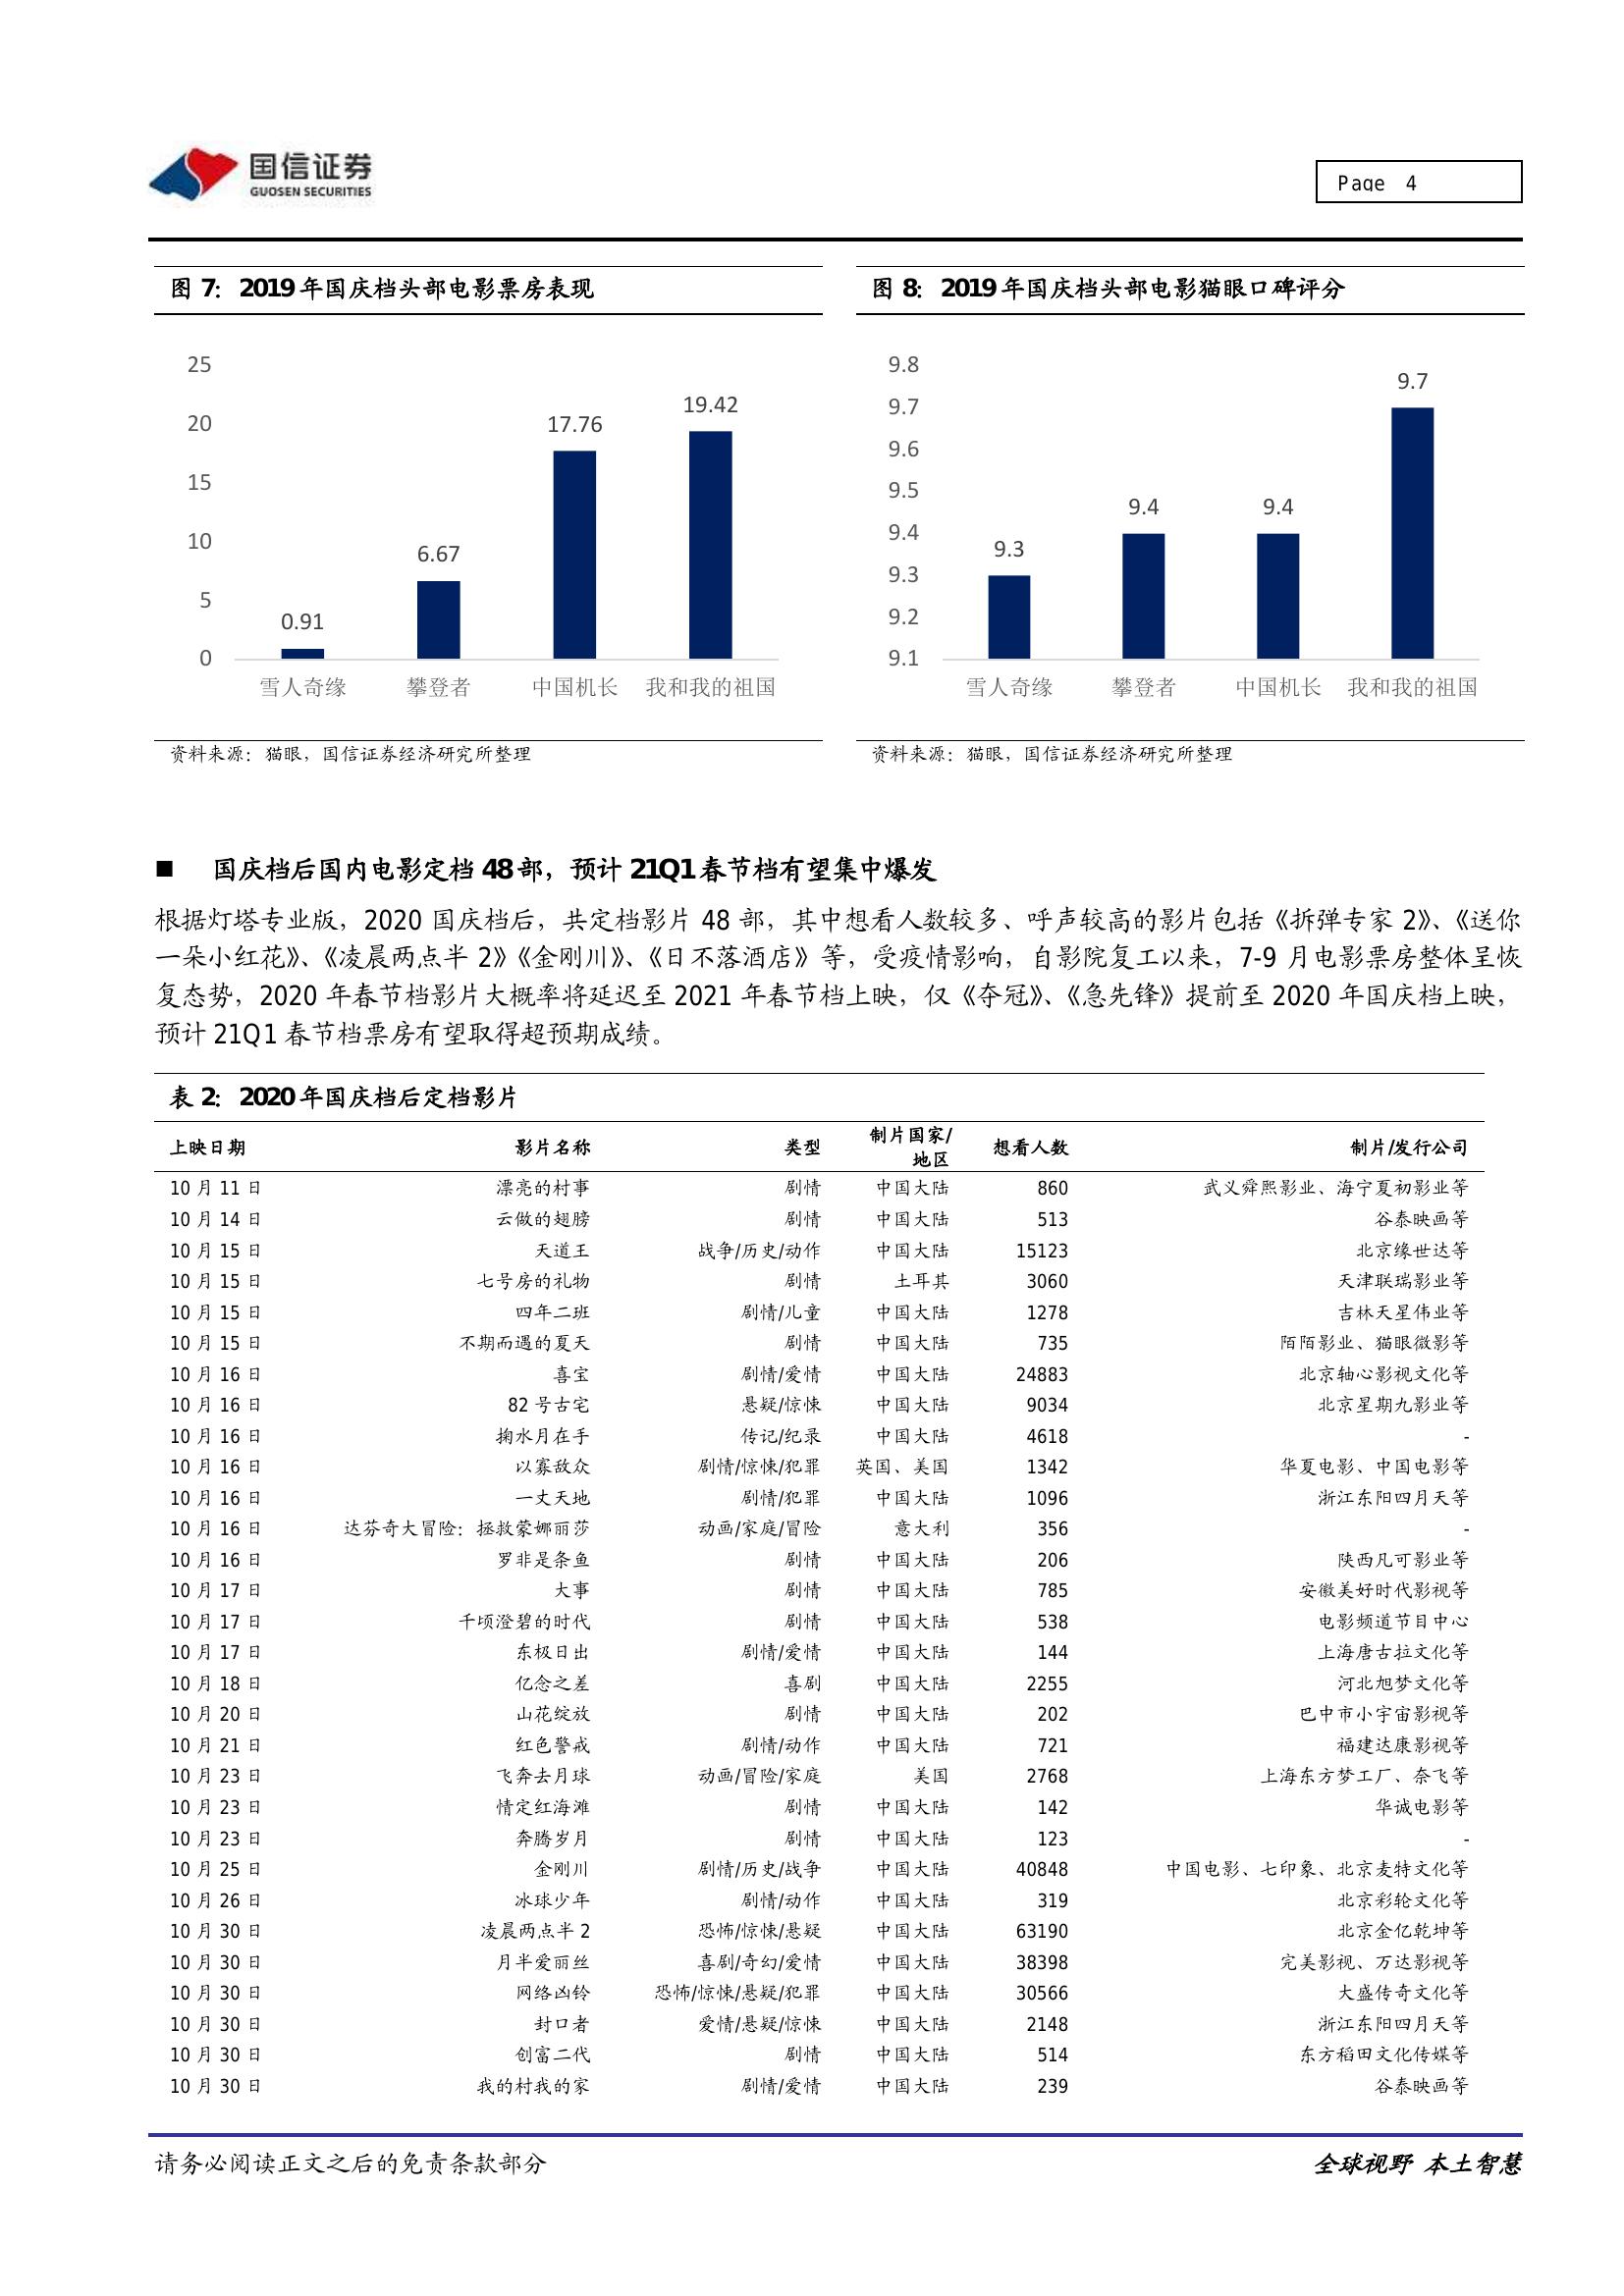 国信证券
GUOSEN SECURITIES
Page 4
图 7：2019 年国庆档头部电影票房表现
25
20
15
10
5
0
0.91
6.67
17.76
19.42
雪人奇缘 攀登者 中国机长 我和我的祖国
资料来源：猫眼，国信证券经济研究所整理
图 8：2019 年国庆档头部电影猫眼口碑评分
9.8
9.7
9.6
9.5
9.4
9.3
9.2
9.1
9.3
9.4
9.4
9.7
雪人奇缘 攀登者 中国机长 我和我的祖国
资料来源：猫眼，国信证券经济研究所整理
■ 国庆档后国内电影定档 48 部，预计 21Q1 春节档有望集中爆发
根据灯塔专业版，2020 国庆档后，共定档影片 48 部，其中想看人数较多、呼声较高的影片包括《拆弹专家 2》、《送你
一朵小红花》、《凌晨两点半 2》《金刚川》、《日不落酒店》等，受疫情影响，自影院复工以来，7-9 月电影票房整体呈恢
复态势，2020 年春节档影片大概率将延迟至 2021 年春节档上映，仅《夺冠》、《急先锋》提前至 2020 年国庆档上映，
预计 21Q1 春节档票房有望取得超预期成绩。
表 2：2020 年国庆档后定档影片
上映日期 影片名称 类型 制片国家/地区 想看人数 制片/发行公司
10 月 11 日 漂亮的村事 剧情 中国大陆 860 武义舜熙影业、海宁夏初影业等
10 月 14 日 云做的翅膀 剧情 中国大陆 513 谷泰映画等
10 月 15 日 天道王 战争/历史/动作 中国大陆 15123 北京缘世达等
10 月 15 日 七号房的礼物 剧情 土耳其 3060 天津联瑞影业等
10 月 15 日 四年二班 剧情/儿童 中国大陆 1278 吉林天星伟业等
10 月 15 日 不期而遇的夏天 剧情 中国大陆 735 陌陌影业、猫眼微影等
10 月 16 日 喜宝 剧情/爱情 中国大陆 24883 北京轴心影视文化等
10 月 16 日 82 号古宅 悬疑/惊悚 中国大陆 9034 北京星期九影业等
10 月 16 日 掬水月在手 传记/纪录 中国大陆 4618 -
10 月 16 日 以寡敌众 剧情/惊悚/犯罪 英国、美国 1342 华夏电影、中国电影等
10 月 16 日 一丈天地 剧情/犯罪 中国大陆 1096 浙江东阳四月天等
10 月 16 日 达芬奇大冒险：拯救蒙娜丽莎 动画/家庭/冒险 意大利 356 -
10 月 16 日 罗非是条鱼 剧情 中国大陆 206 陕西凡可影业等
10 月 17 日 大事 剧情 中国大陆 785 安徽美好时代影视等
10 月 17 日 千顷澄碧的时代 剧情 中国大陆 538 电影频道节目中心
10 月 17 日 东极日出 剧情/爱情 中国大陆 144 上海唐古拉文化等
10 月 18 日 亿念之差 喜剧 中国大陆 2255 河北旭梦文化等
10 月 20 日 山花绽放 剧情 中国大陆 202 巴中市小宇宙影视等
10 月 21 日 红色警戒 剧情/动作 中国大陆 721 福建达康影视等
10 月 23 日 飞奔去月球 动画/冒险/家庭 美国 2768 上海东方梦工厂、奈飞等
10 月 23 日 情定红海滩 剧情 中国大陆 142 华诚电影等
10 月 23 日 奔腾岁月 剧情 中国大陆 123 -
10 月 25 日 金刚川 剧情/历史/战争 中国大陆 40848 中国电影、七印象、北京麦特文化等
10 月 26 日 冰球少年 剧情/动作 中国大陆 319 北京彩轮文化等
10 月 30 日 凌晨两点半 2 恐怖/惊悚/悬疑 中国大陆 63190 北京金亿乾坤等
10 月 30 日 月半爱丽丝 喜剧/奇幻/爱情 中国大陆 38398 完美影视、万达影视等
10 月 30 日 网络凶铃 恐怖/惊悚/悬疑/犯罪 中国大陆 30566 大盛传奇文化等
10 月 30 日 封口者 爱情/悬疑/惊悚 中国大陆 2148 浙江东阳四月天等
10 月 30 日 创富二代 剧情 中国大陆 514 东方稻田文化传媒等
10 月 30 日 我的村我的家 剧情/爱情 中国大陆 239 谷泰映画等
请务必阅读正文之后的免责条款部分
全球视野 本土智慧